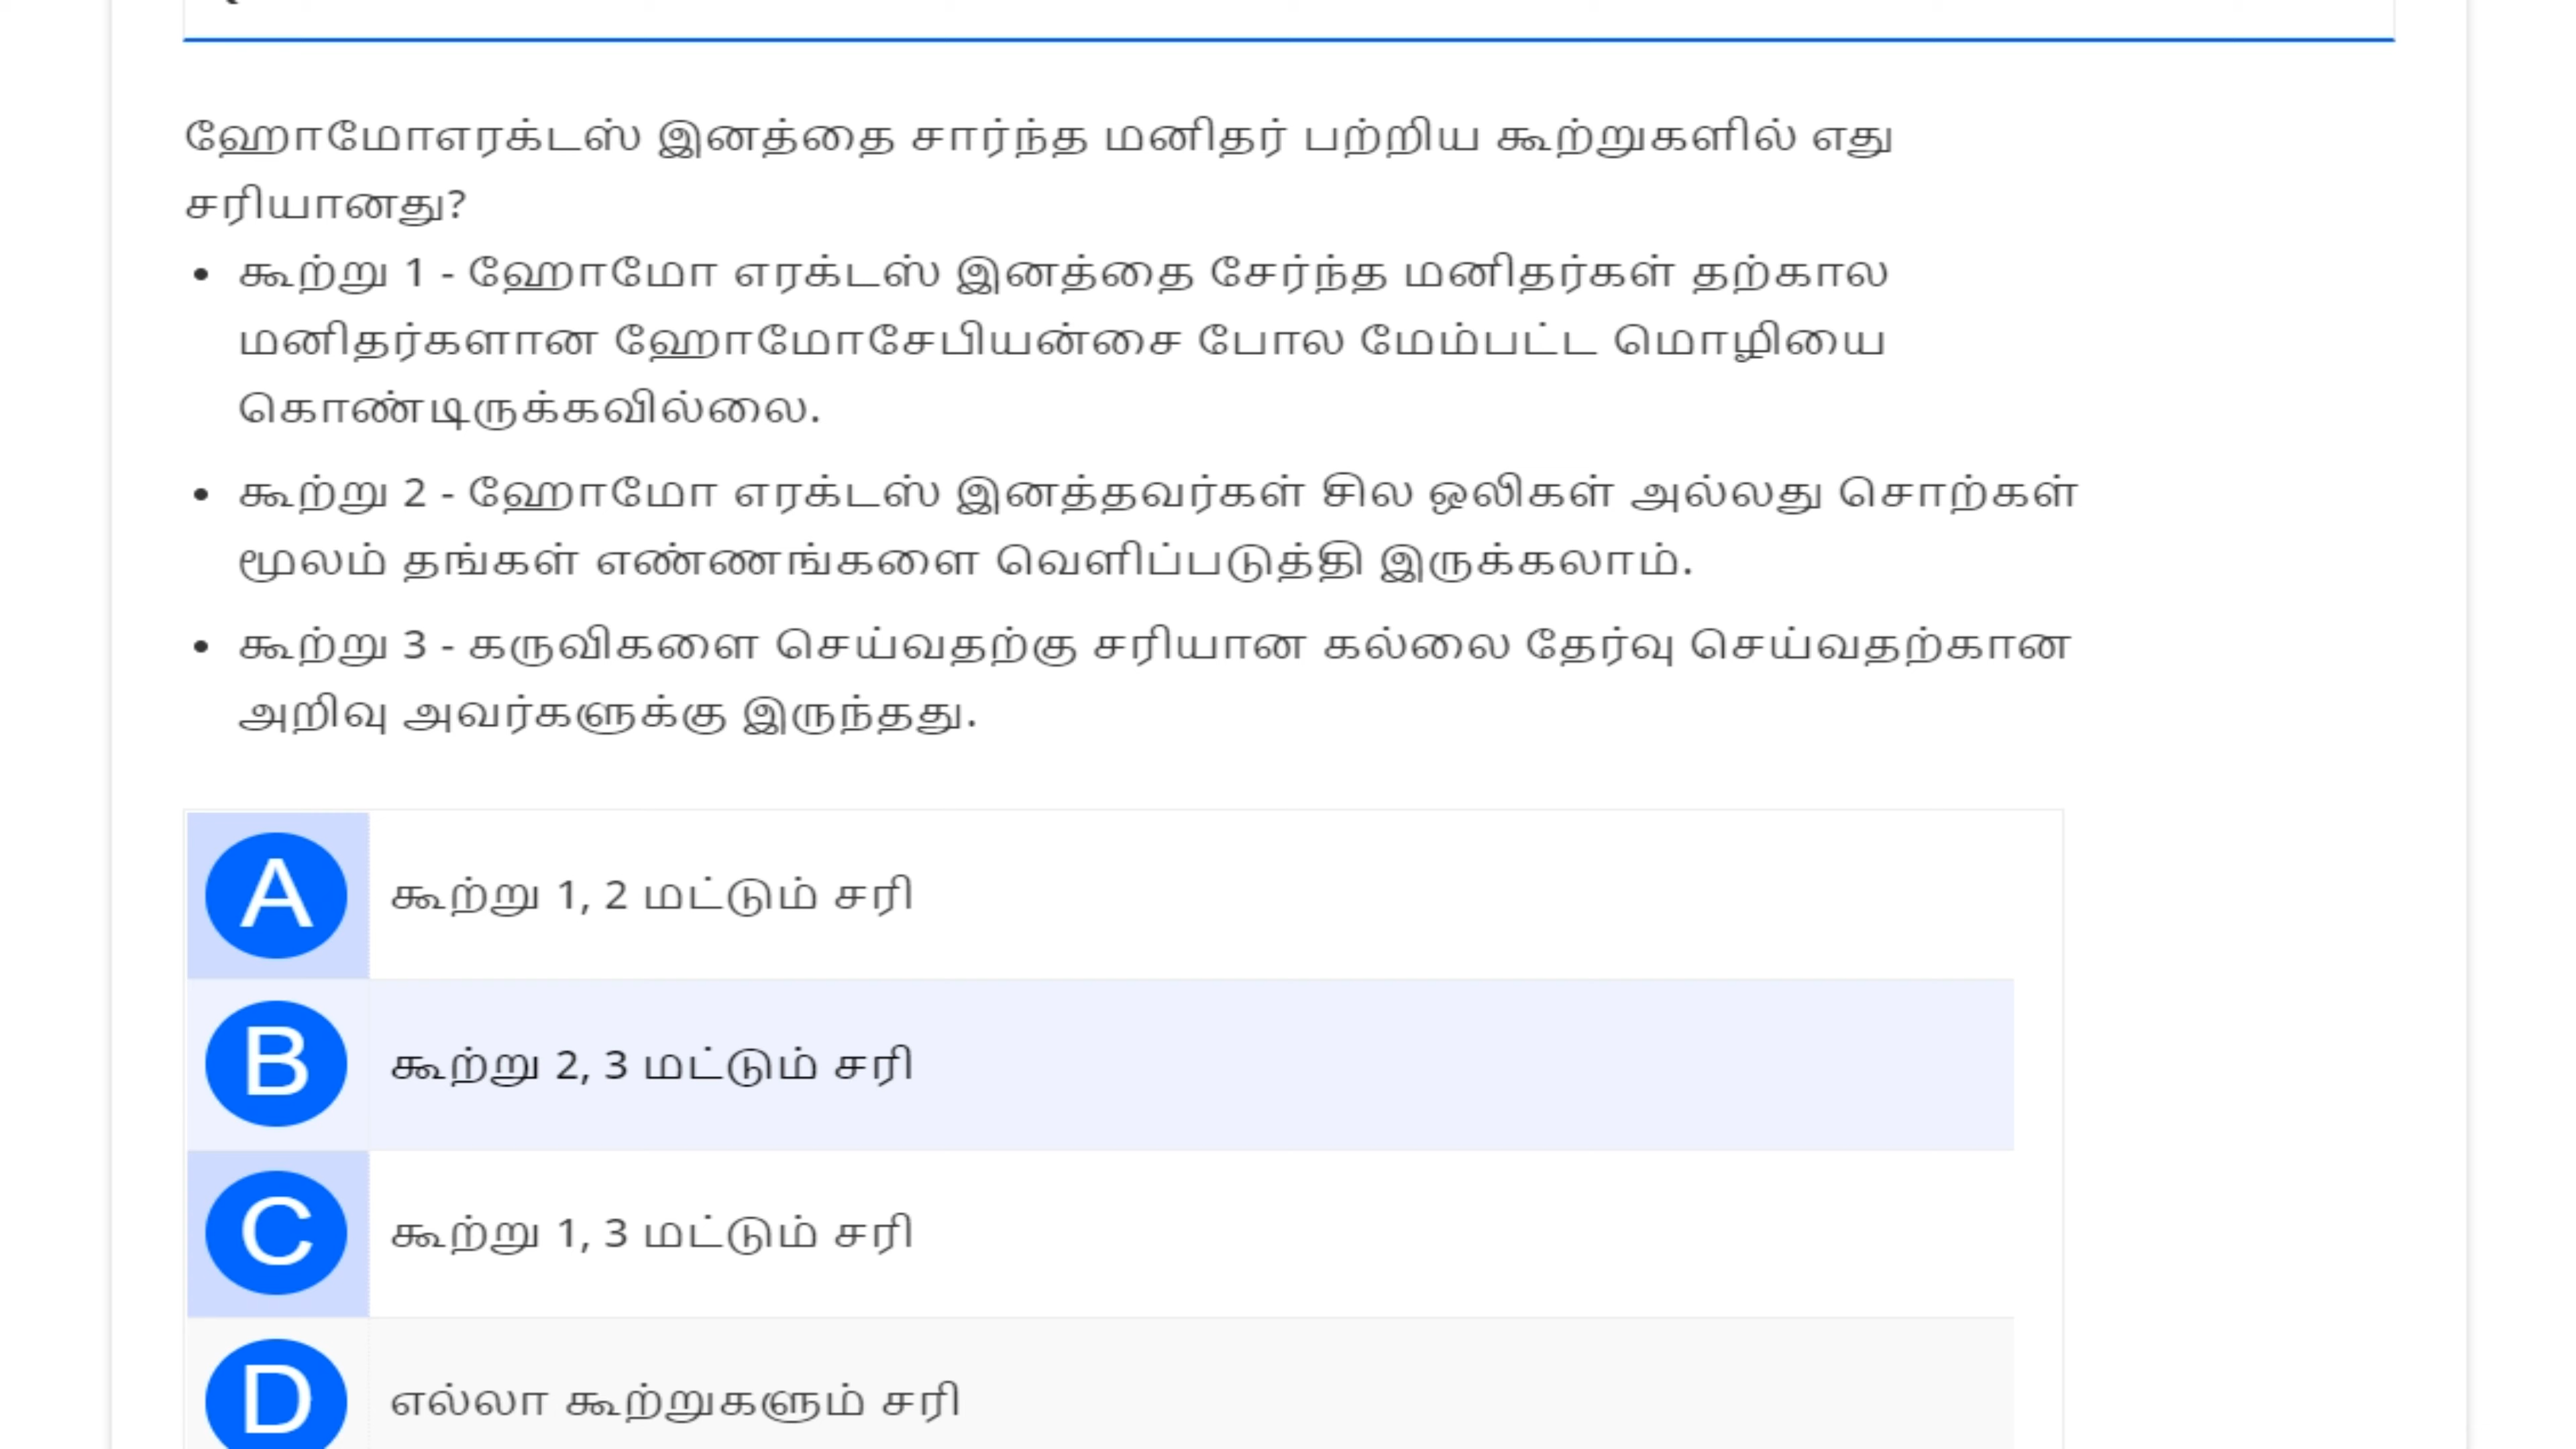 ஹோமோஎரக்டஸ் இனத்தை சார்ந்த மனிதர் பற்றிய கூற்றுகளில் எது
சரியானது?
• கூற்று 1 - ஹோமோ எரக்டஸ் இனத்தை சேர்ந்த மனிதர்கள் தற்கால
மனிதர்களான ஹோமோசேபியன்சை போல மேம்பட்ட மொழியை
கொண்டிருக்கவில்லை.
• கூற்று 2 - ஹோமோ எரக்டஸ் இனத்தவர்கள் சில ஒலிகள் அல்லது சொற்கள்
மூலம் தங்கள் எண்ணங்களை வெளிப்படுத்தி இருக்கலாம்.
• கூற்று 3 - கருவிகளை செய்வதற்கு சரியான கல்லை தேர்வு செய்வதற்கான
அறிவு அவர்களுக்கு இருந்தது.
A கூற்று 1, 2 மட்டும் சரி
B கூற்று 2, 3 மட்டும் சரி
C கூற்று 1, 3 மட்டும் சரி
D எல்லா கூற்றுகளும் சரி